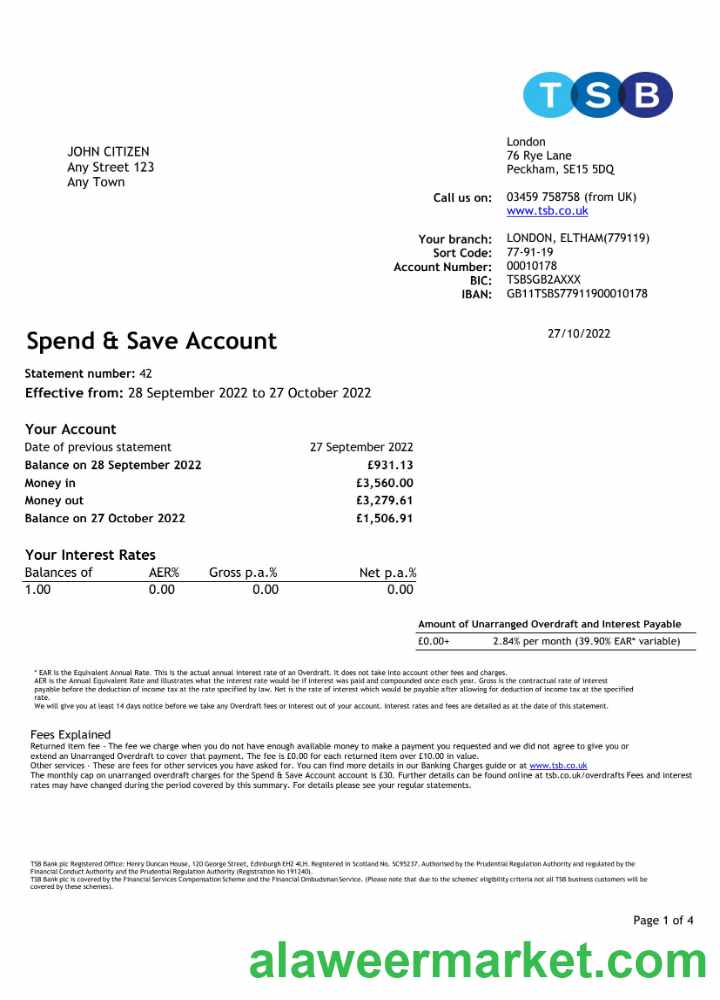 TSB
JOHN CITIZEN
Any Street 123
Any Town
London
76 Rye Lane
Peckham, SE15 5DQ
Call us on: 03459 758758 (from UK)
www.tsb.co.uk
Your branch: LONDON, ELTHAM(779119)
Sort Code: 77-91-19
Account Number: 00010178
BIC: TSBSGB2AXXX
IBAN: GB11TSBS77911900010178
27/10/2022
Spend & Save Account
Statement number: 42
Effective from: 28 September 2022 to 27 October 2022
Your Account
Date of previous statement 27 September 2022
Balance on 28 September 2022 £931.13
Money in £3,560.00
Money out £3,279.61
Balance on 27 October 2022 £1,506.91
Your Interest Rates
Balances of AER% Gross p.a.% Net p.a.%
1.00 0.00 0.00 0.00
Amount of Unarranged Overdraft and Interest Payable
£0.00+ 2.84% per month (39.90% EAR* variable)
* EAR is the Equivalent Annual Rate. This is the actual annual interest rate of an Overdraft. It does not take into account other fees and charges.
AER is the Annual Equivalent Rate and illustrates what the interest rate would be if interest was paid and compounded once each year. Gross is the contractual rate of interest
payable before the deduction of income tax at the rate specified by law. Net is the rate of interest which would be payable after allowing for deduction of income tax at the specified
rate.
We will give you at least 14 days notice before we take any Overdraft fees or Interest out of your account. Interest rates and fees are detailed as at the date of this statement.
Fees Explained
Returned item fee - The fee we charge when you do not have enough available money to make a payment you requested and we did not agree to give you or
extend an Unarranged Overdraft to cover that payment. The fee is £0.00 for each returned item over £10.00 in value.
Other services - These are fees for other services you have asked for. You can find more details in our Banking Charges guide or at www.tsb.co.uk
The monthly cap on unarranged overdraft charges for the Spend & Save Account account is £30. Further details can be found online at tsb.co.uk/overdrafts Fees and interest
rates may have changed during the period covered by this summary. For details please see your regular statements.
TSB Bank plc Registered Office: Henry Duncan House, 120 George Street, Edinburgh EH2 4LH. Registered in Scotland No. SC95237. Authorised by the Prudential Regulation Authority and regulated by the
Financial Conduct Authority and the Prudential Regulation Authority (Registration No 191240).
TSB Bank plc is covered by the Financial Services Compensation Scheme and the Financial Ombudsman Service. (Please note that due to the schemes' eligibility criteria not all TSB business customers will be
covered by these schemes).
Page 1 of 4
alaweermarket.com